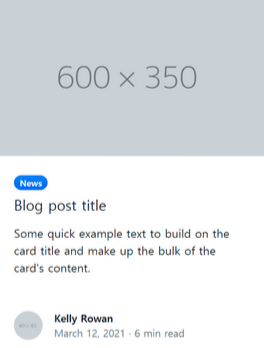 600 × 350
News
Blog post title
Some quick example text to build on the
card title and make up the bulk of the
card's content.
Kelly Rowan
March 12, 2021 · 6 min read